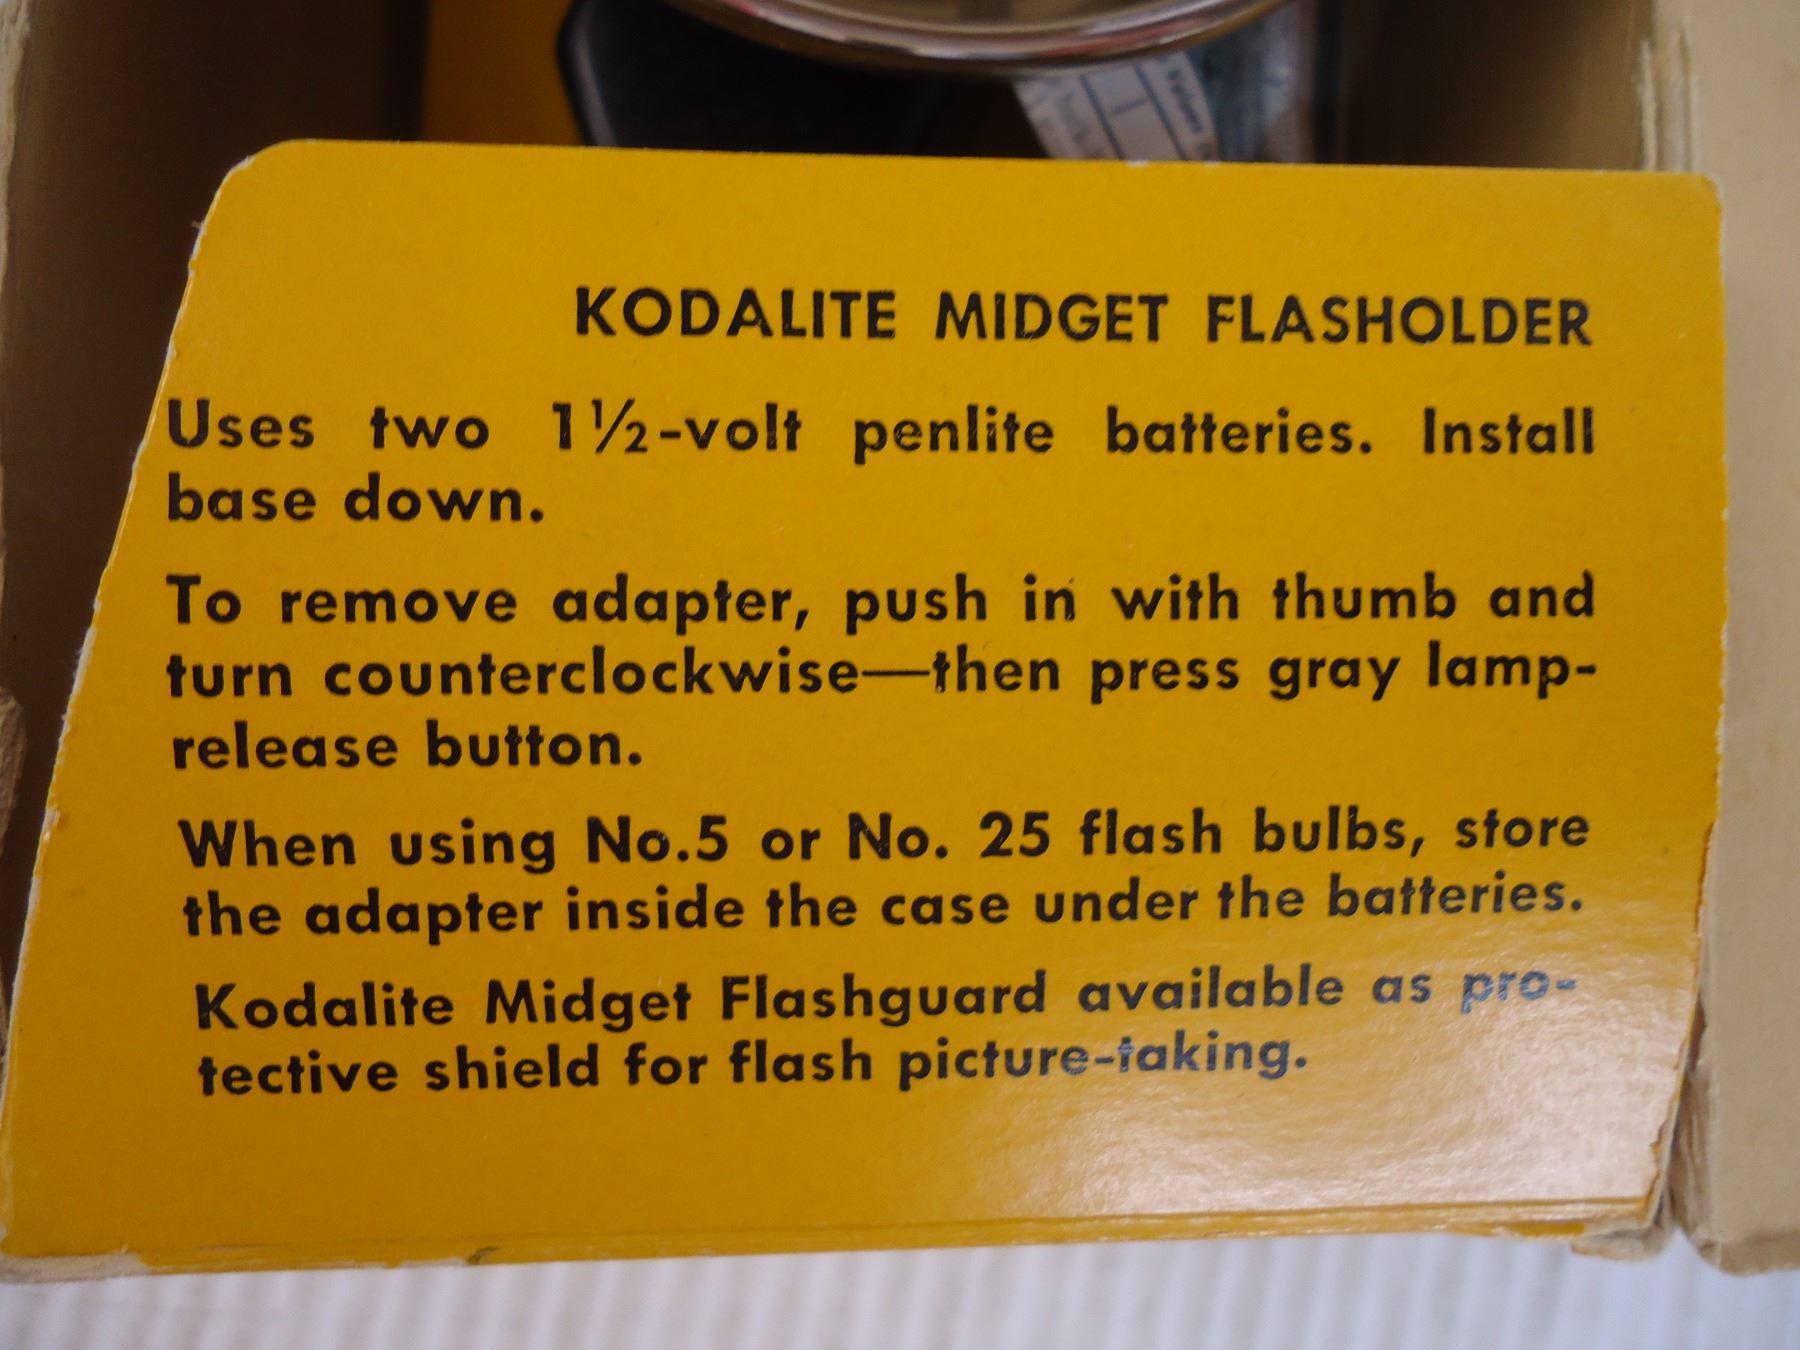 KODALITE MIDGET FLASHOLDER
Uses two 1½-volt penlite batteries. Install
base down.
To remove adapter, push in with thumb and
turn counterclockwise—then press gray lamp-
release button.
When using No.5 or No. 25 flash bulbs, store
the adapter inside the case under the batteries.
Kodalite Midget Flashguard available as pro-
tective shield for flash picture-taking.